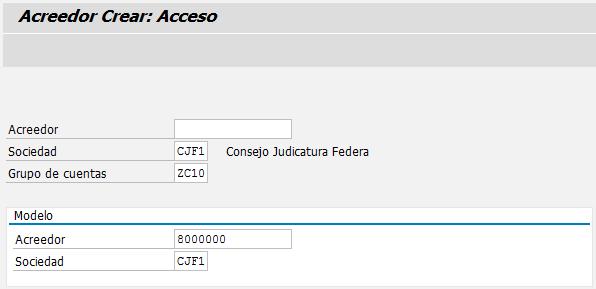 Acreedor Crear: Acceso
Acreedor
Sociedad CJF1 Consejo Judicatura Federa
Grupo de cuentas ZC10
Modelo
Acreedor 8000000
Sociedad CJF1